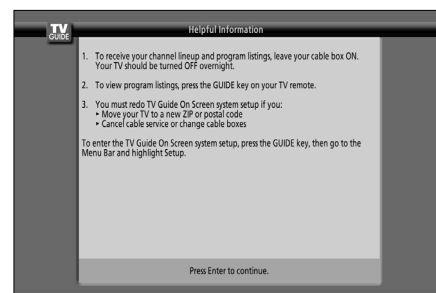 TV
GUIDE
Helpful Information
1. To receive your channel lineup and program listings, leave your cable box ON.
Your TV should be turned OFF overnight.
2. To view program listings, press the GUIDE key on your TV remote.
3. You must redo TV Guide On Screen system setup if you:
▸ Move your TV to a new ZIP or postal code
▸ Cancel cable service or change cable boxes
To enter the TV Guide On Screen system setup, press the GUIDE key, then go to the
Menu Bar and highlight Setup.
Press Enter to continue.